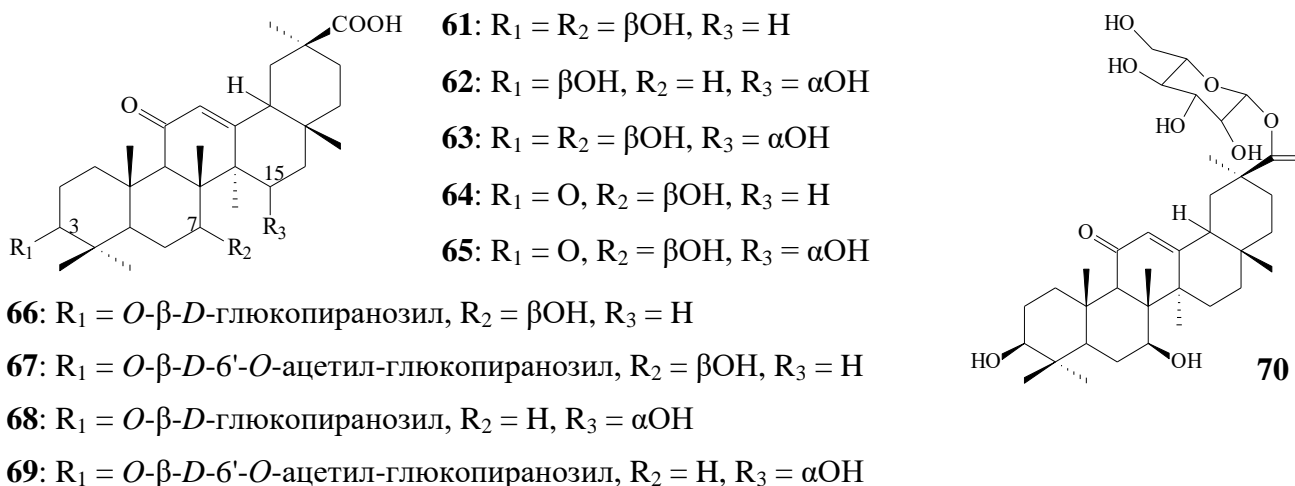 COOH
H
O
15
3
7
R₁
R₂
R₃
61: R₁ = R₂ = βOH, R₃ = H
62: R₁ = βOH, R₂ = H, R₃ = αOH
63: R₁ = R₂ = βOH, R₃ = αOH
64: R₁ = O, R₂ = βOH, R₃ = H
65: R₁ = O, R₂ = βOH, R₃ = αOH
66: R₁ = O-β-D-глюкопиранозил, R₂ = βOH, R₃ = H
67: R₁ = O-β-D-6'-O-ацетил-глюкопиранозил, R₂ = βOH, R₃ = H
68: R₁ = O-β-D-глюкопиранозил, R₂ = H, R₃ = αOH
69: R₁ = O-β-D-6'-O-ацетил-глюкопиранозил, R₂ = H, R₃ = αOH
HO
HO
O
HO
O
HO
OH
H
O
HO
OH
70